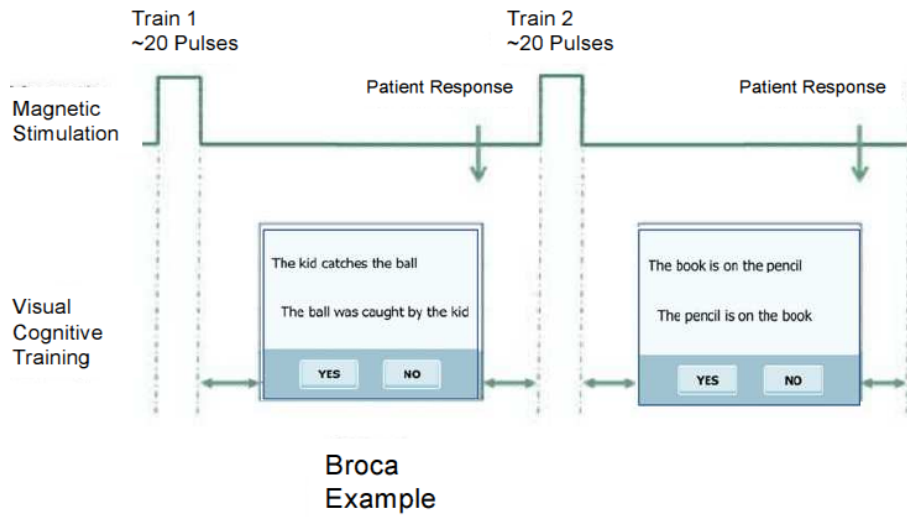 Train 1
~20 Pulses
Train 2
~20 Pulses
Patient Response
Patient Response
Magnetic
Stimulation
The kid catches the ball
The ball was caught by the kid
YES
NO
The book is on the pencil
The pencil is on the book
YES
NO
Visual
Cognitive
Training
Broca
Example